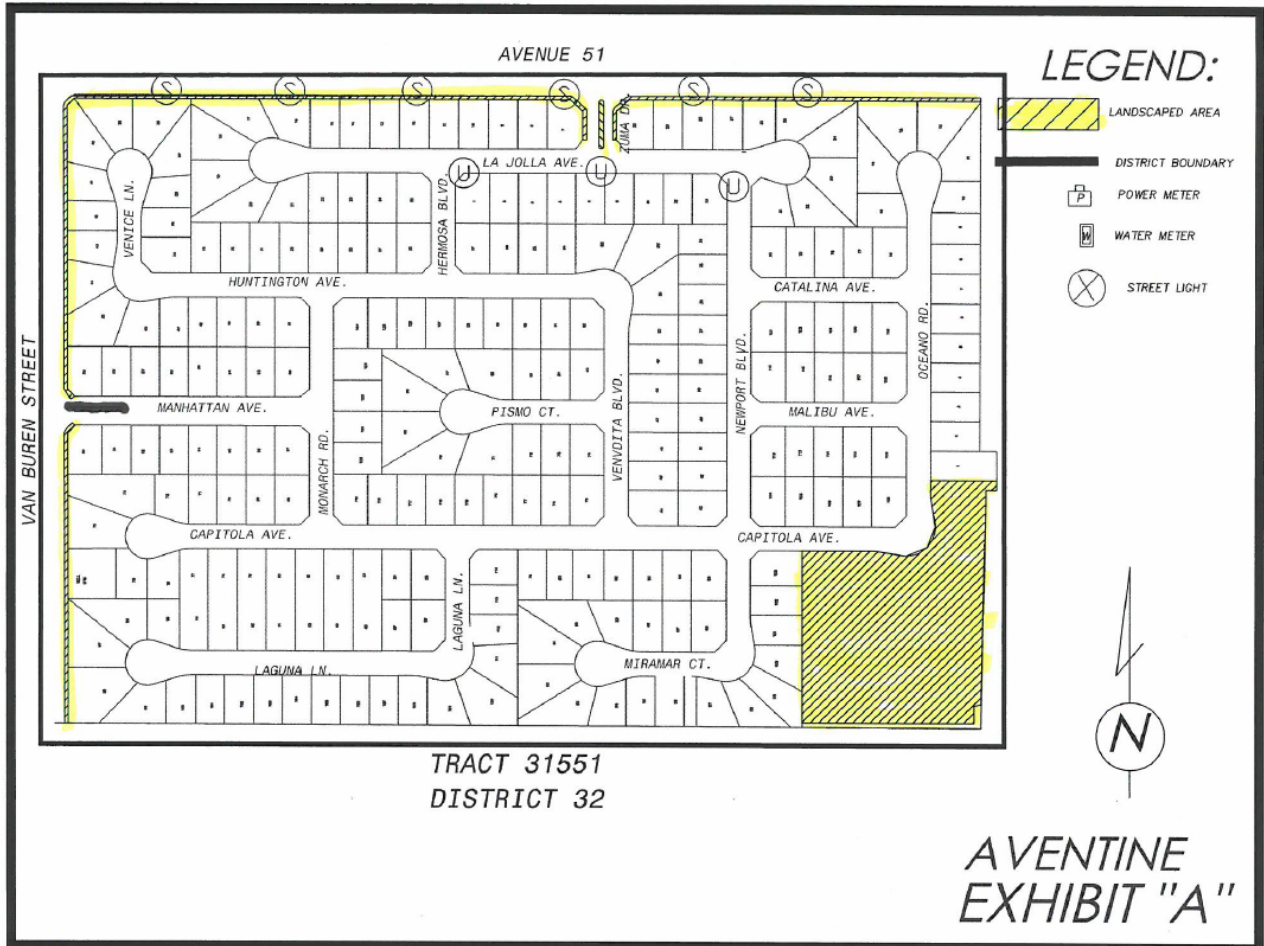 AVENUE 51
LEGEND:
LANDSCAPED AREA
DISTRICT BOUNDARY
P
POWER METER
W
WATER METER
X
STREET LIGHT
S
S
S
S
S
S
ZUMA DR.
LA JOLLA AVE.
U
U
U
VENICE LN.
HERMOSA BLVD.
HUNTINGTON AVE.
CATALINA AVE.
OCEANO RD.
NEWPORT BLVD.
VAN BUREN STREET
MANHATTAN AVE.
PISMO CT.
VENVDITA BLVD.
MALIBU AVE.
MONARCH RD.
CAPITOLA AVE.
CAPITOLA AVE.
LAGUNA LN.
LAGUNA LN.
MIRAMAR CT.
N
TRACT 31551
DISTRICT 32
AVENTINE
EXHIBIT "A"